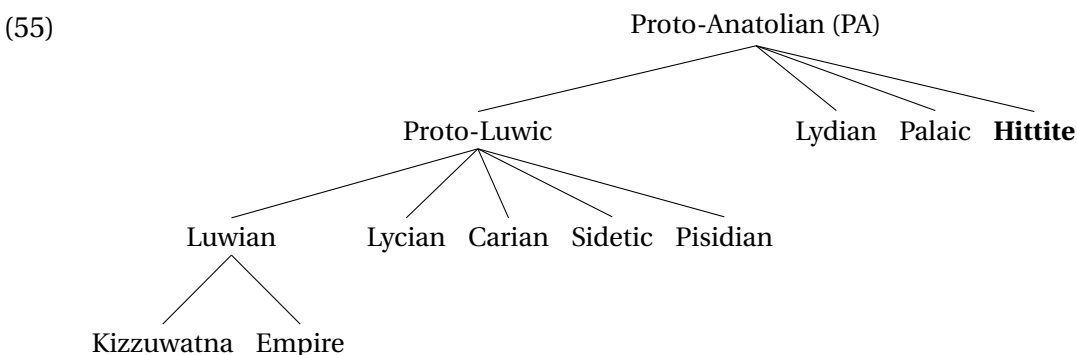 (55)
Proto-Anatolian (PA)
Proto-Luwic Lydian Palaic Hittite
Luwian Lycian Carian Sidetic Pisidian
Kizzuwatna Empire